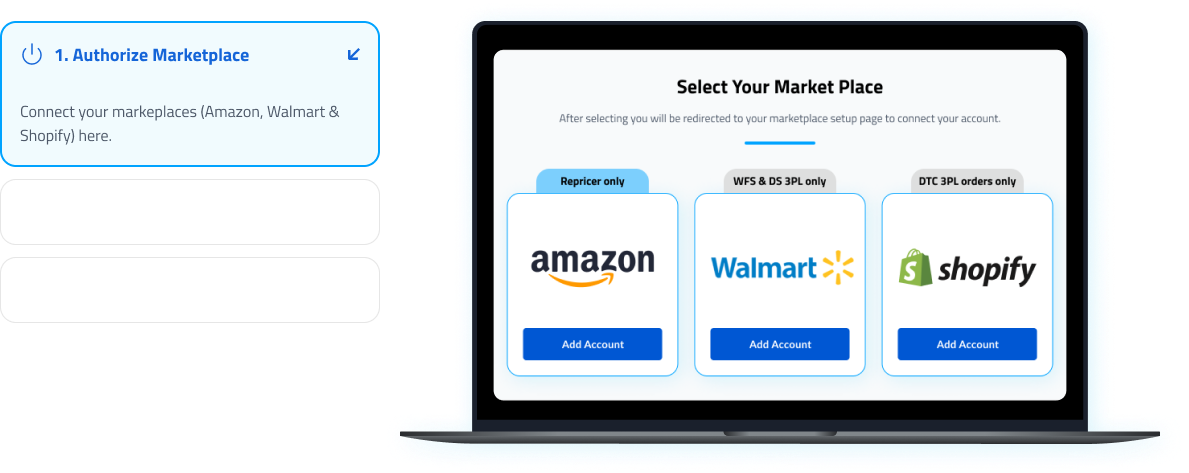 1. Authorize Marketplace
Connect your markeplaces (Amazon, Walmart &
Shopify) here.
Select Your Market Place
After selecting you will be redirected to your marketplace setup page to connect your account.
Repricer only
WFS & DS 3PL only
DTC 3PL orders only
amazon
Walmart
shopify
Add Account
Add Account
Add Account